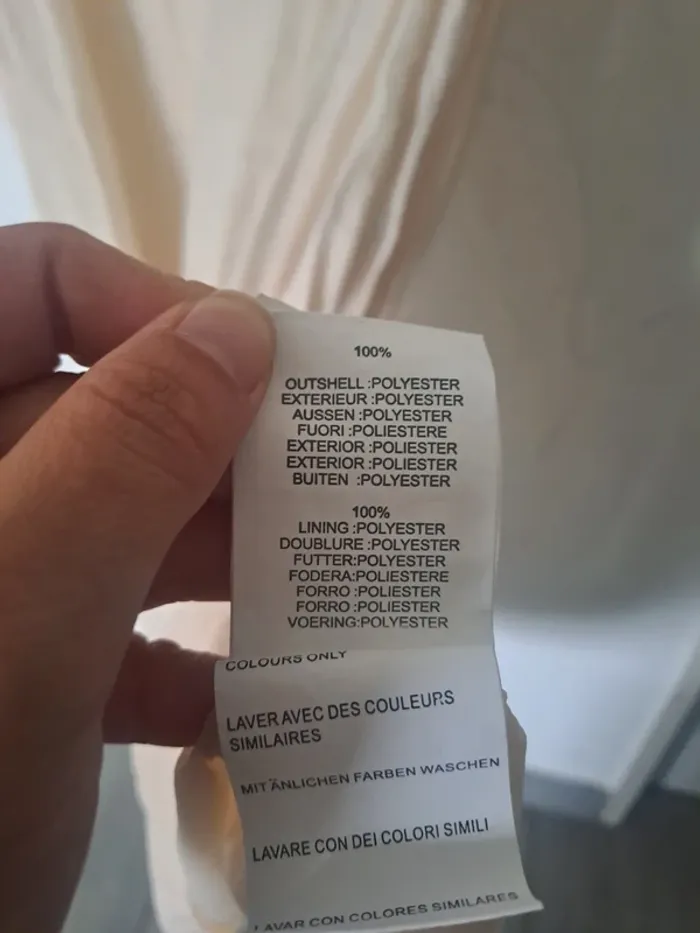 100%
OUTSHELL :POLYESTER
EXTERIEUR :POLYESTER
AUSSEN :POLYESTER
FUORI :POLIESTERE
EXTERIOR :POLIESTER
EXTERIOR :POLIESTER
BUITEN :POLYESTER
100%
LINING :POLYESTER
DOUBLURE :POLYESTER
FUTTER:POLYESTER
FODERA:POLIESTERE
FORRO :POLIESTER
FORRO :POLIESTER
VOERING:POLYESTER
COLOURS ONLY
LAVER AVEC DES COULEURS
SIMILAIRES
MIT ÄNLICHEN FARBEN WASCHEN
LAVARE CON DEI COLORI SIMILI
LAVAR CON COLORES SIMILARES